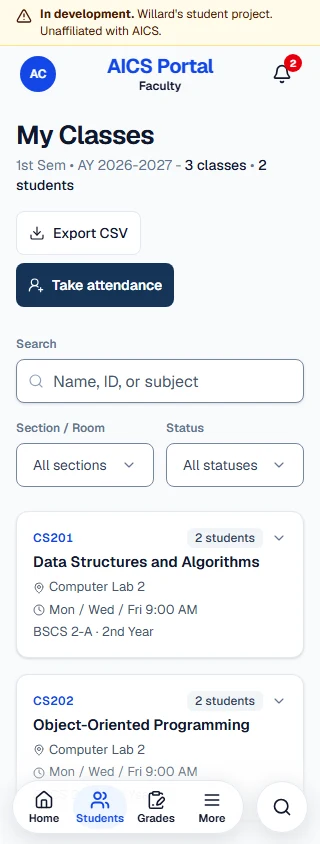 In development. Willard's student project.
Unaffiliated with AICS.
AC
AICS Portal
Faculty
2
My Classes
1st Sem • AY 2026-2027 - 3 classes • 2
students
Export CSV
Take attendance
Search
Name, ID, or subject
Section / Room
Status
All sections
All statuses
CS201
2 students
Data Structures and Algorithms
Computer Lab 2
Mon / Wed / Fri 9:00 AM
BSCS 2-A · 2nd Year
CS202
2 students
Object-Oriented Programming
Computer Lab 2
Mon / Wed / Fri 9:00 AM
Home
Students
Grades
More